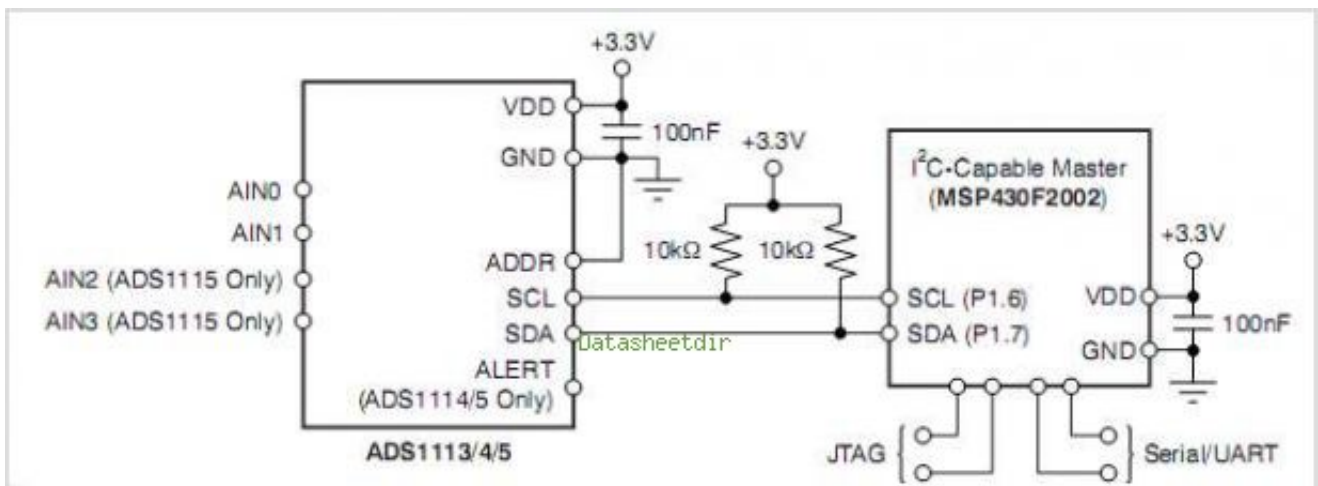 +3.3V
VDD
100nF
GND
+3.3V
I²C-Capable Master
(MSP430F2002)
AIN0
AIN1
+3.3V
10kΩ
10kΩ
ADDR
AIN2 (ADS1115 Only)
SCL
SCL (P1.6)
VDD
AIN3 (ADS1115 Only)
SDA
Datasheetdir
SDA (P1.7)
100nF
GND
ALERT
(ADS1114/5 Only)
ADS1113/4/5
JTAG
Serial/UART